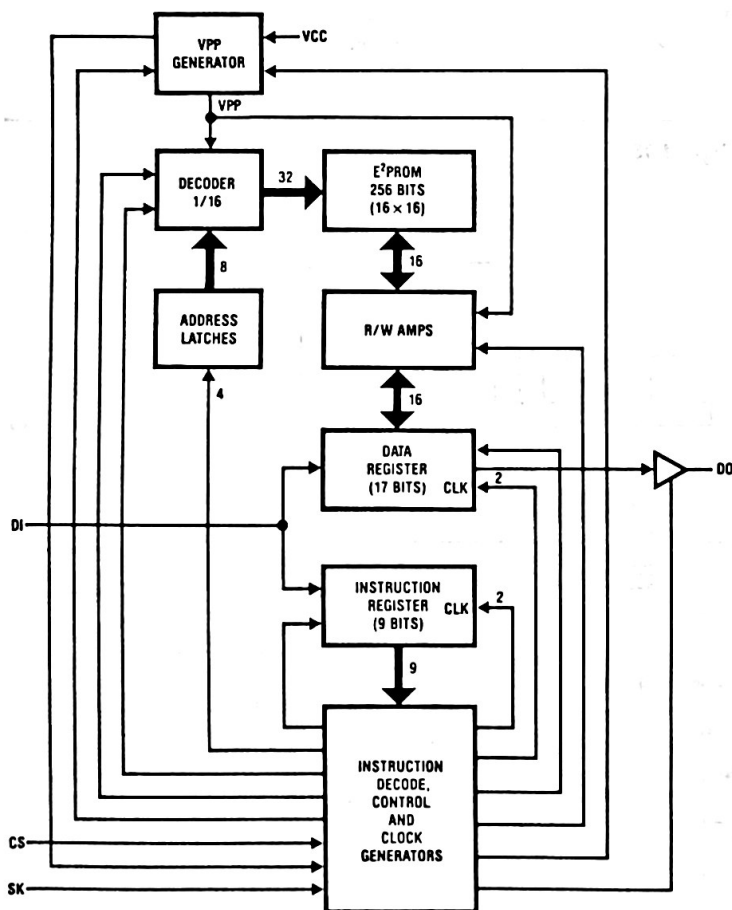 VPP
GENERATOR
VCC
VPP
DECODER
1/16
32
E²PROM
256 BITS
(16 × 16)
8
16
ADDRESS
LATCHES
R/W AMPS
4
16
DATA
REGISTER
(17 BITS)
CLK
2
DO
DI
INSTRUCTION
REGISTER
(9 BITS)
CLK
2
9
INSTRUCTION
DECODE,
CONTROL
AND
CLOCK
GENERATORS
CS
SK